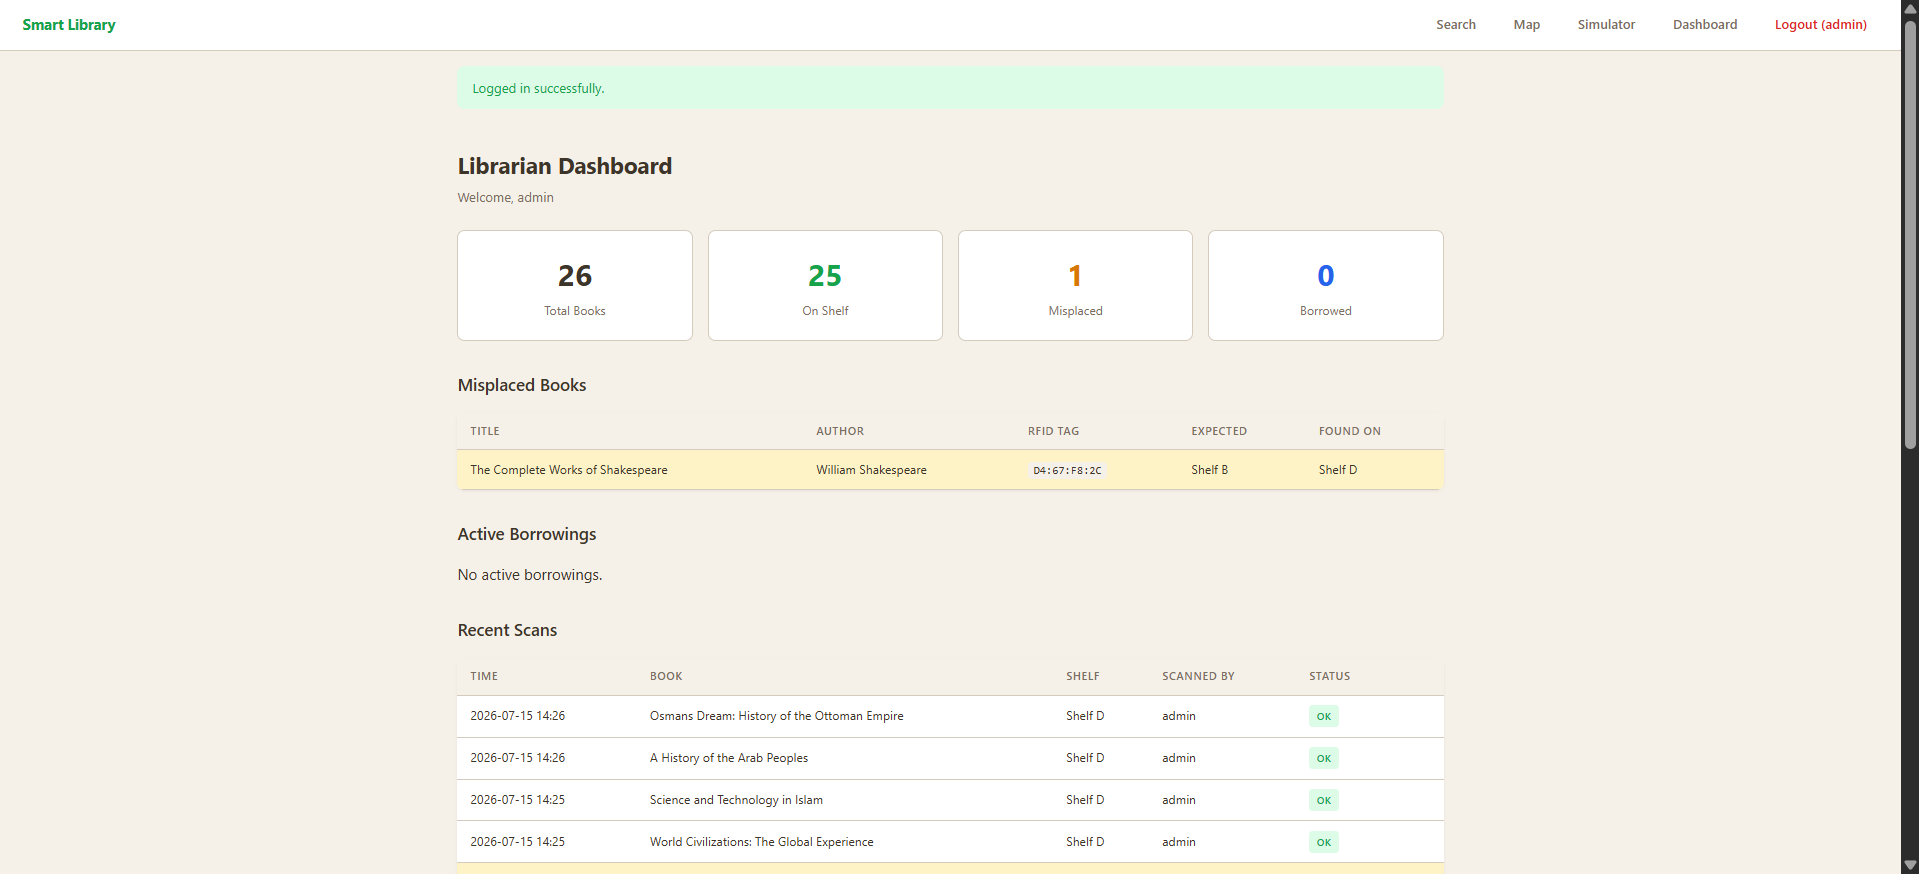 Smart Library Search Map Simulator Dashboard Logout (admin)
Logged in successfully.
Librarian Dashboard
Welcome, admin
26 25 1 0
Total Books On Shelf Misplaced Borrowed
Misplaced Books
TITLE AUTHOR RFID TAG EXPECTED FOUND ON
The Complete Works of Shakespeare William Shakespeare D4:67:F8:2C Shelf B Shelf D
Active Borrowings
No active borrowings.
Recent Scans
TIME BOOK SHELF SCANNED BY STATUS
2026-07-15 14:26 Osmans Dream: History of the Ottoman Empire Shelf D admin OK
2026-07-15 14:26 A History of the Arab Peoples Shelf D admin OK
2026-07-15 14:25 Science and Technology in Islam Shelf D admin OK
2026-07-15 14:25 World Civilizations: The Global Experience Shelf D admin OK